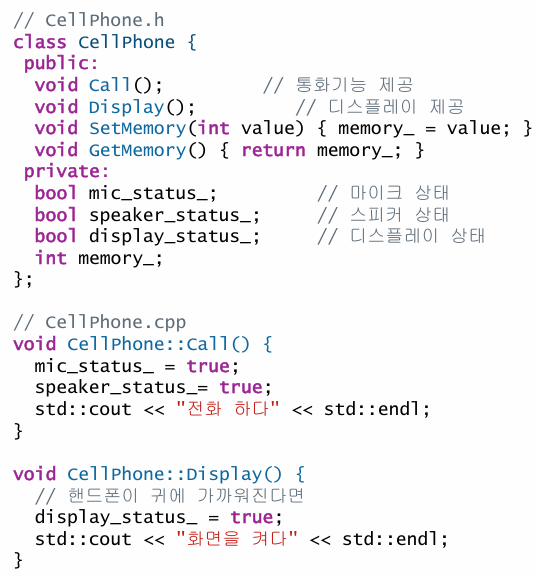 // CellPhone.h
class CellPhone {
 public:
  void Call();         // 통화기능 제공
  void Display();         // 디스플레이 제공
  void SetMemory(int value) { memory_ = value; }
  void GetMemory() { return memory_; }
 private:
  bool mic_status_;         // 마이크 상태
  bool speaker_status_;     // 스피커 상태
  bool display_status_;     // 디스플레이 상태
  int memory_;
};

// CellPhone.cpp
void CellPhone::Call() {
  mic_status_ = true;
  speaker_status_= true;
  std::cout << "전화 하다" << std::endl;
}

void CellPhone::Display() {
  // 핸드폰이 귀에 가까워진다면
  display_status_ = true;
  std::cout << "화면을 켜다" << std::endl;
}